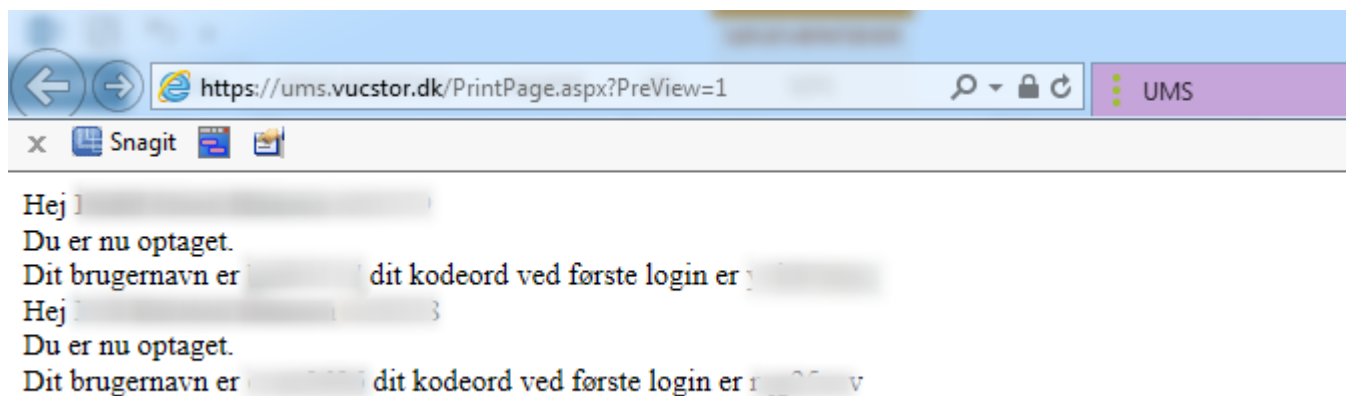 https://ums.vucstor.dk/PrintPage.aspx?PreView=1 UMS
x Snagit
Hej
Du er nu optaget.
Dit brugernavn er dit kodeord ved første login er
Hej
Du er nu optaget.
Dit brugernavn er dit kodeord ved første login er